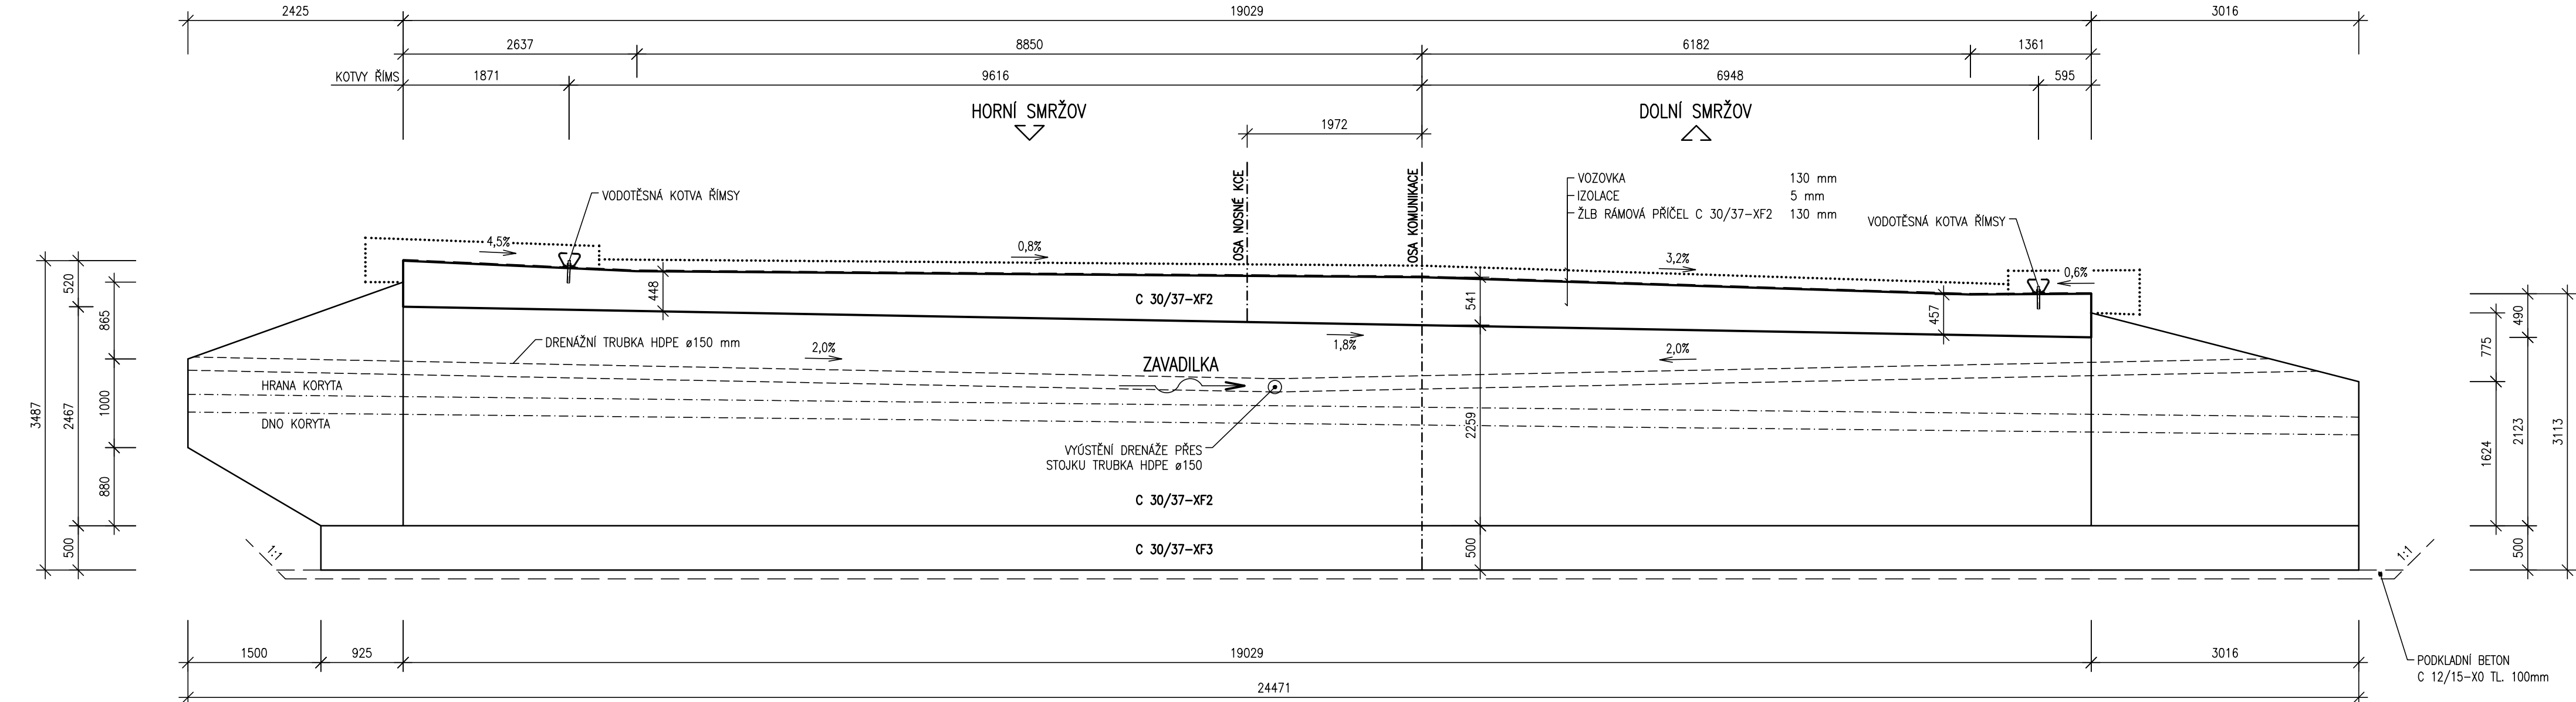 2425
19029
3016
2637
8850
6182
1361
KOTVY ŘÍMS
1871
9616
6948
595
HORNÍ SMRŽOV
DOLNÍ SMRŽOV
1972
OSA NOSNÉ KCE
OSA KOMUNIKACE
VOZOVKA 130 mm
IZOLACE 5 mm
ŽLB RÁMOVÁ PŘÍČEL C 30/37-XF2 130 mm
VODOTĚSNÁ KOTVA ŘÍMSY
VODOTĚSNÁ KOTVA ŘÍMSY
4,5%
0,8%
3,2%
0,6%
448
C 30/37-XF2
541
457
DRENÁŽNÍ TRUBKA HDPE ø150 mm
2,0%
1,8%
2,0%
ZAVADILKA
HRANA KORYTA
DNO KORYTA
VYÚSTĚNÍ DRENÁŽE PŘES
STOJKU TRUBKA HDPE ø150
2259
C 30/37-XF2
C 30/37-XF3
500
1:1
1:1
3487
520
2467
500
865
1000
880
775
1624
490
2123
500
3113
1500
925
19029
3016
24471
PODKLADNÍ BETON
C 12/15-X0 TL. 100mm